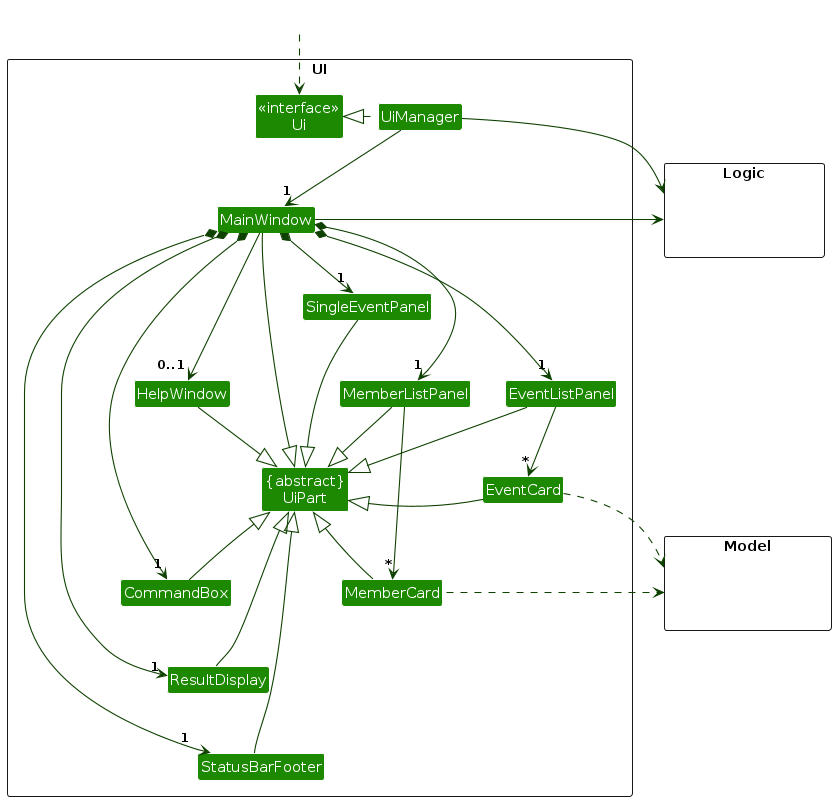 UI
«interface»
Ui
UiManager
Logic
1
MainWindow
1
SingleEventPanel
0..1
1
1
HelpWindow
MemberListPanel
EventListPanel
*
{abstract}
UiPart
EventCard
Model
1
*
CommandBox
MemberCard
1
ResultDisplay
1
StatusBarFooter